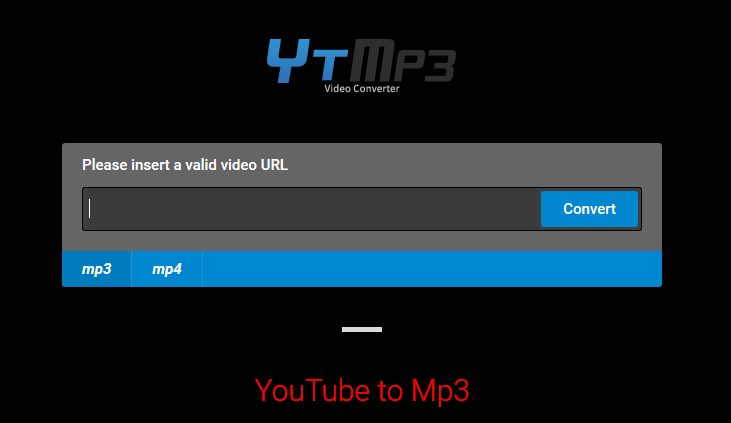 YTMP3
Video Converter
Please insert a valid video URL
Convert
mp3
mp4
YouTube to Mp3